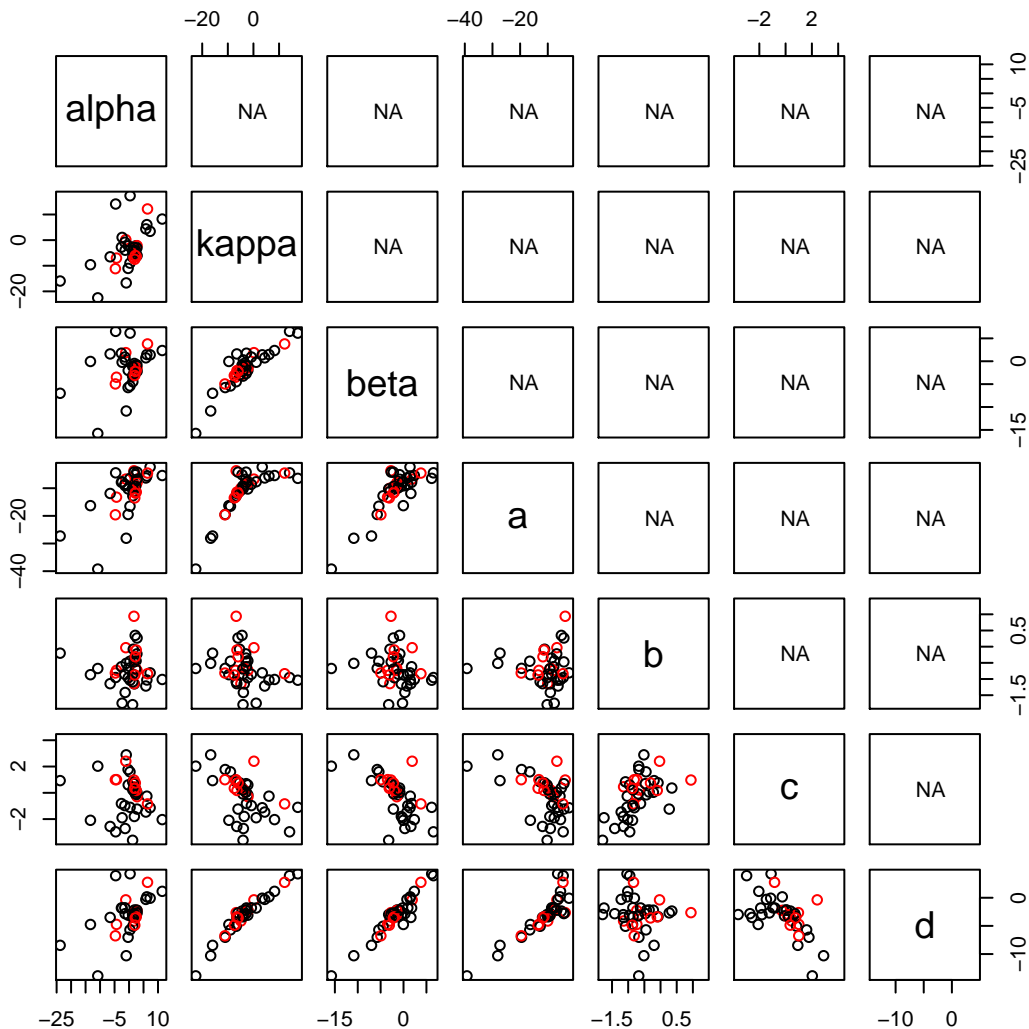 −20 0 −40 −20 −2 2
alpha NA NA NA NA NA NA −25 −5 10
−20 0 kappa NA NA NA NA NA
beta NA NA NA NA −15 0
−40 −20 a NA NA NA
b NA NA −1.5 0.5
−2 2 c NA
d −10 0
−25 −5 10 −15 0 −1.5 0.5 −10 0